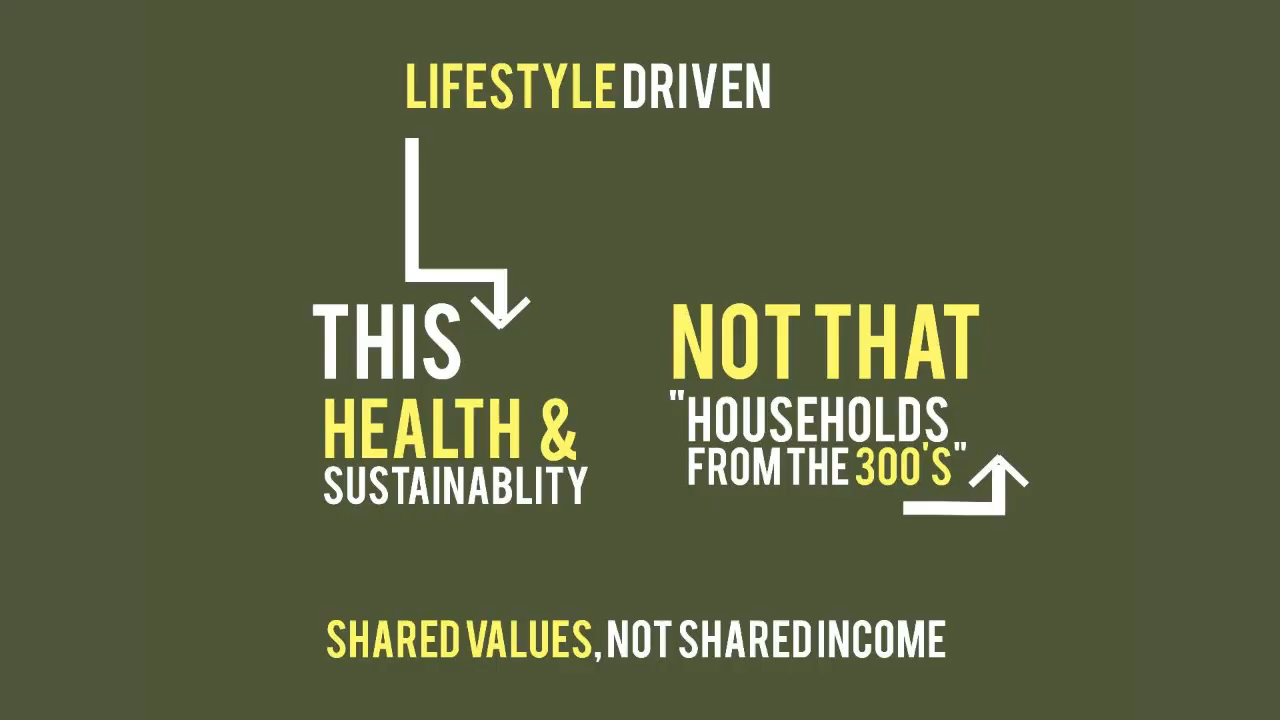 LIFESTYLE DRIVEN
THIS
HEALTH &
SUSTAINABLITY
NOT THAT
"HOUSEHOLDS
FROM THE 300'S"
SHARED VALUES, NOT SHARED INCOME